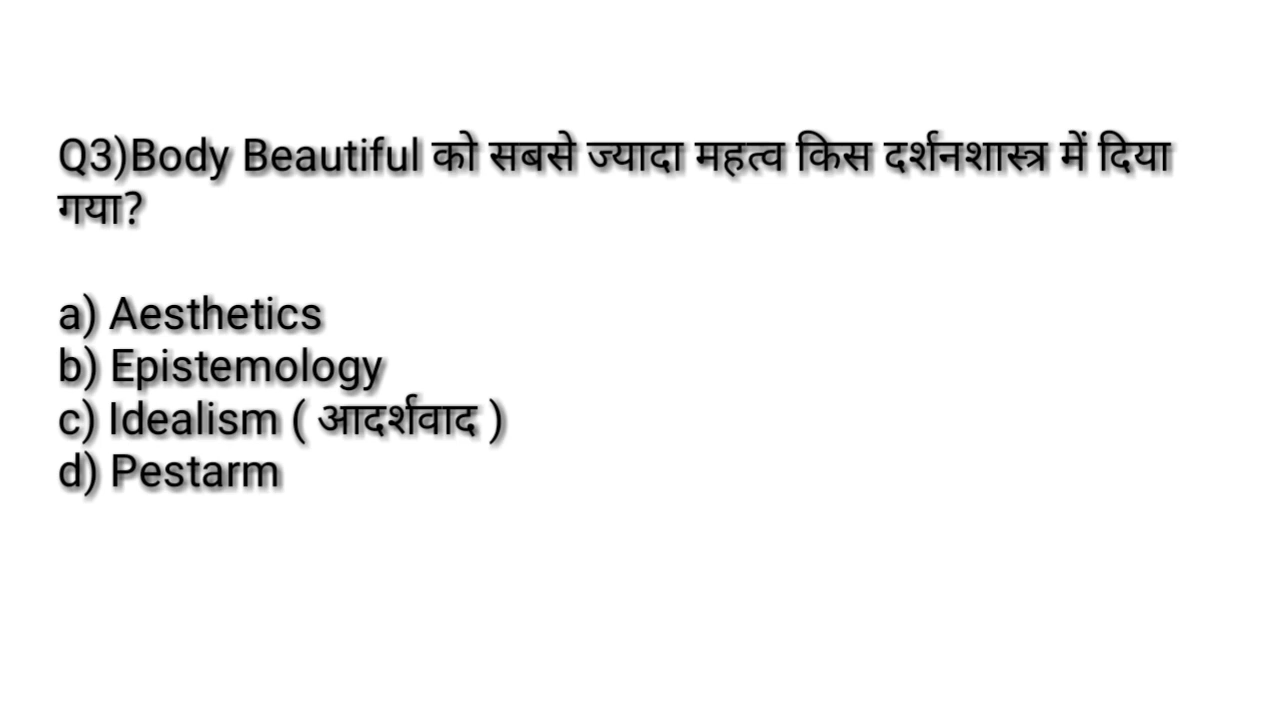 Q3)Body Beautiful को सबसे ज्यादा महत्व किस दर्शनशास्त्र में दिया
गया?
a) Aesthetics
b) Epistemology
c) Idealism ( आदर्शवाद )
d) Pestarm